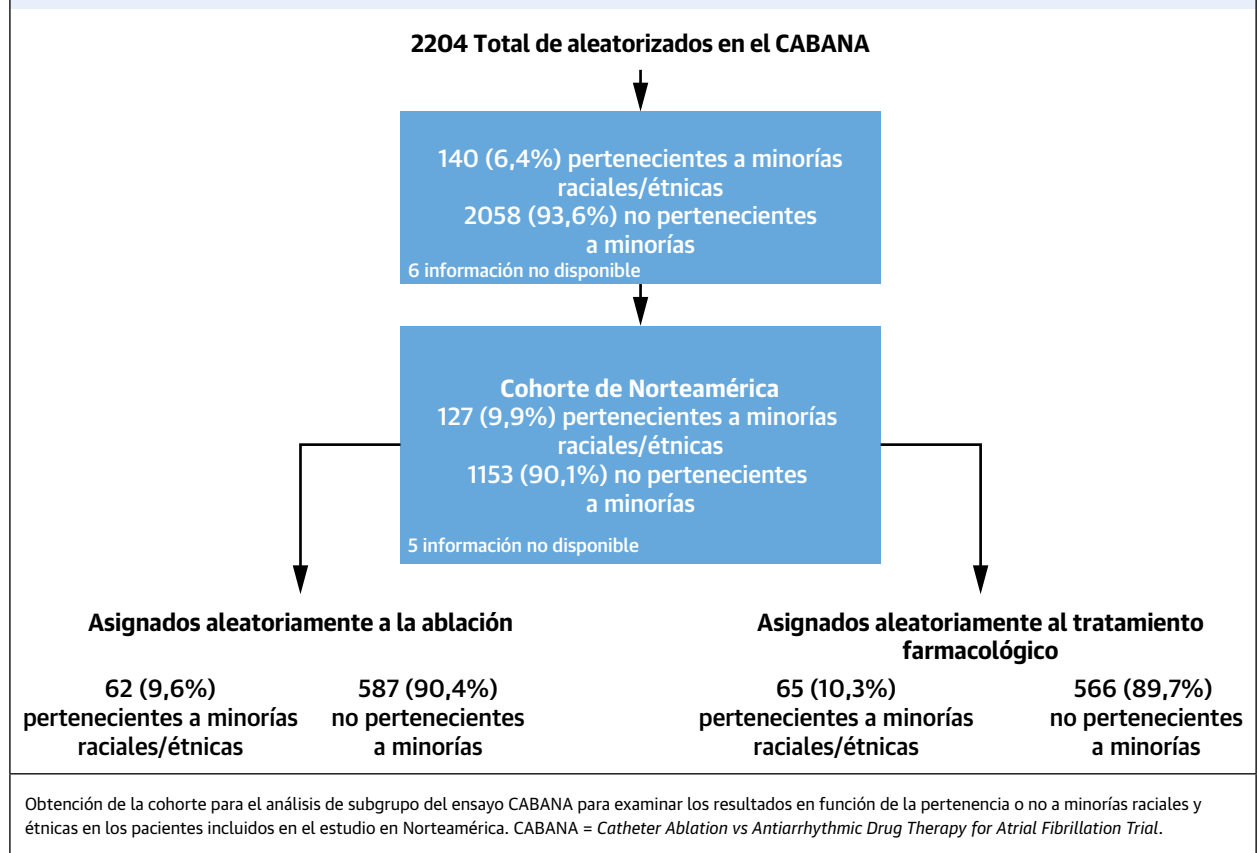 2204 Total de aleatorizados en el CABANA
140 (6,4%) pertenecientes a minorías
raciales/étnicas
2058 (93,6%) no pertenecientes
a minorías
6 información no disponible
Cohorte de Norteamérica
127 (9,9%) pertenecientes a minorías
raciales/étnicas
1153 (90,1%) no pertenecientes
a minorías
5 información no disponible
Asignados aleatoriamente a la ablación
62 (9,6%)
pertenecientes a minorías
raciales/étnicas
587 (90,4%)
no pertenecientes
a minorías
Asignados aleatoriamente al tratamiento
farmacológico
65 (10,3%)
pertenecientes a minorías
raciales/étnicas
566 (89,7%)
no pertenecientes
a minorías
Obtención de la cohorte para el análisis de subgrupo del ensayo CABANA para examinar los resultados en función de la pertenencia o no a minorías raciales y
étnicas en los pacientes incluidos en el estudio en Norteamérica. CABANA = Catheter Ablation vs Antiarrhythmic Drug Therapy for Atrial Fibrillation Trial.